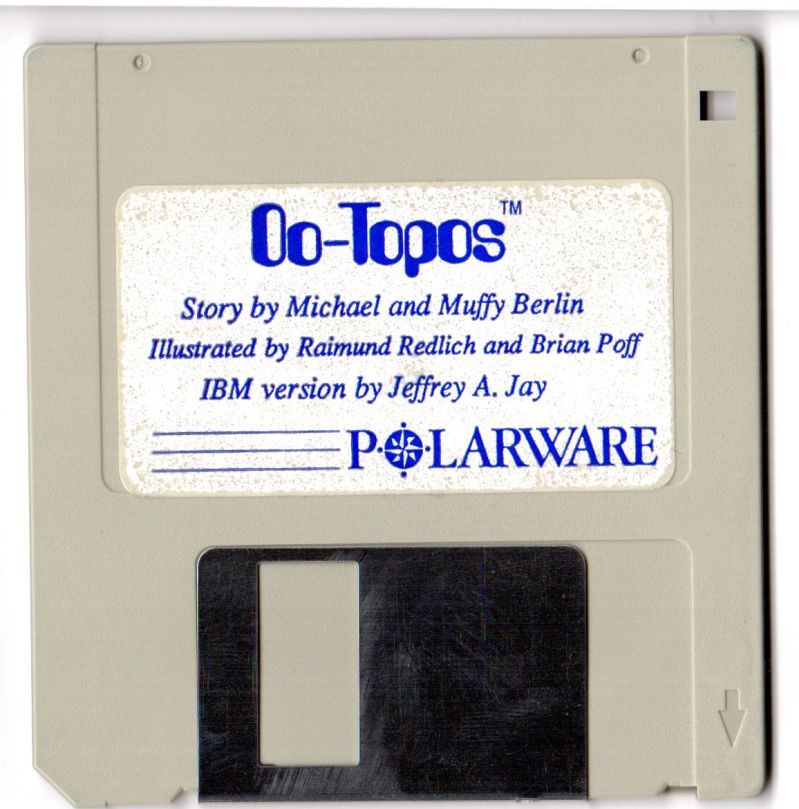 Oo-Topos™
Story by Michael and Muffy Berlin
Illustrated by Raimund Redlich and Brian Poff
IBM version by Jeffrey A. Jay
POLARWARE